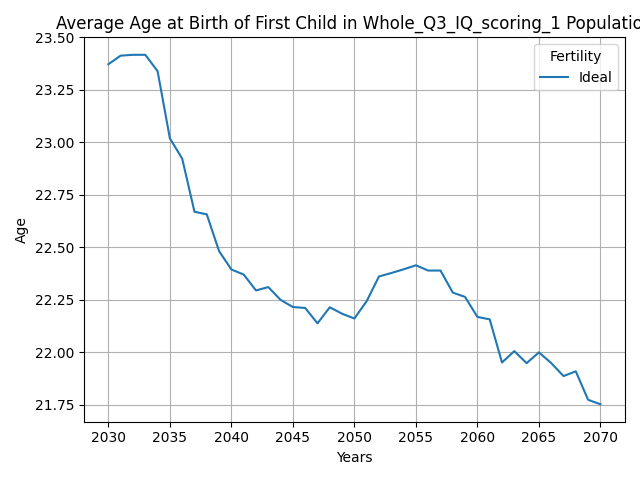 Average Age at Birth of First Child in Whole_Q3_IQ_scoring_1 Populatio
23.50
23.25
23.00
22.75
22.50
22.25
22.00
21.75
Age
Fertility
Ideal
2030 2035 2040 2045 2050 2055 2060 2065 2070
Years